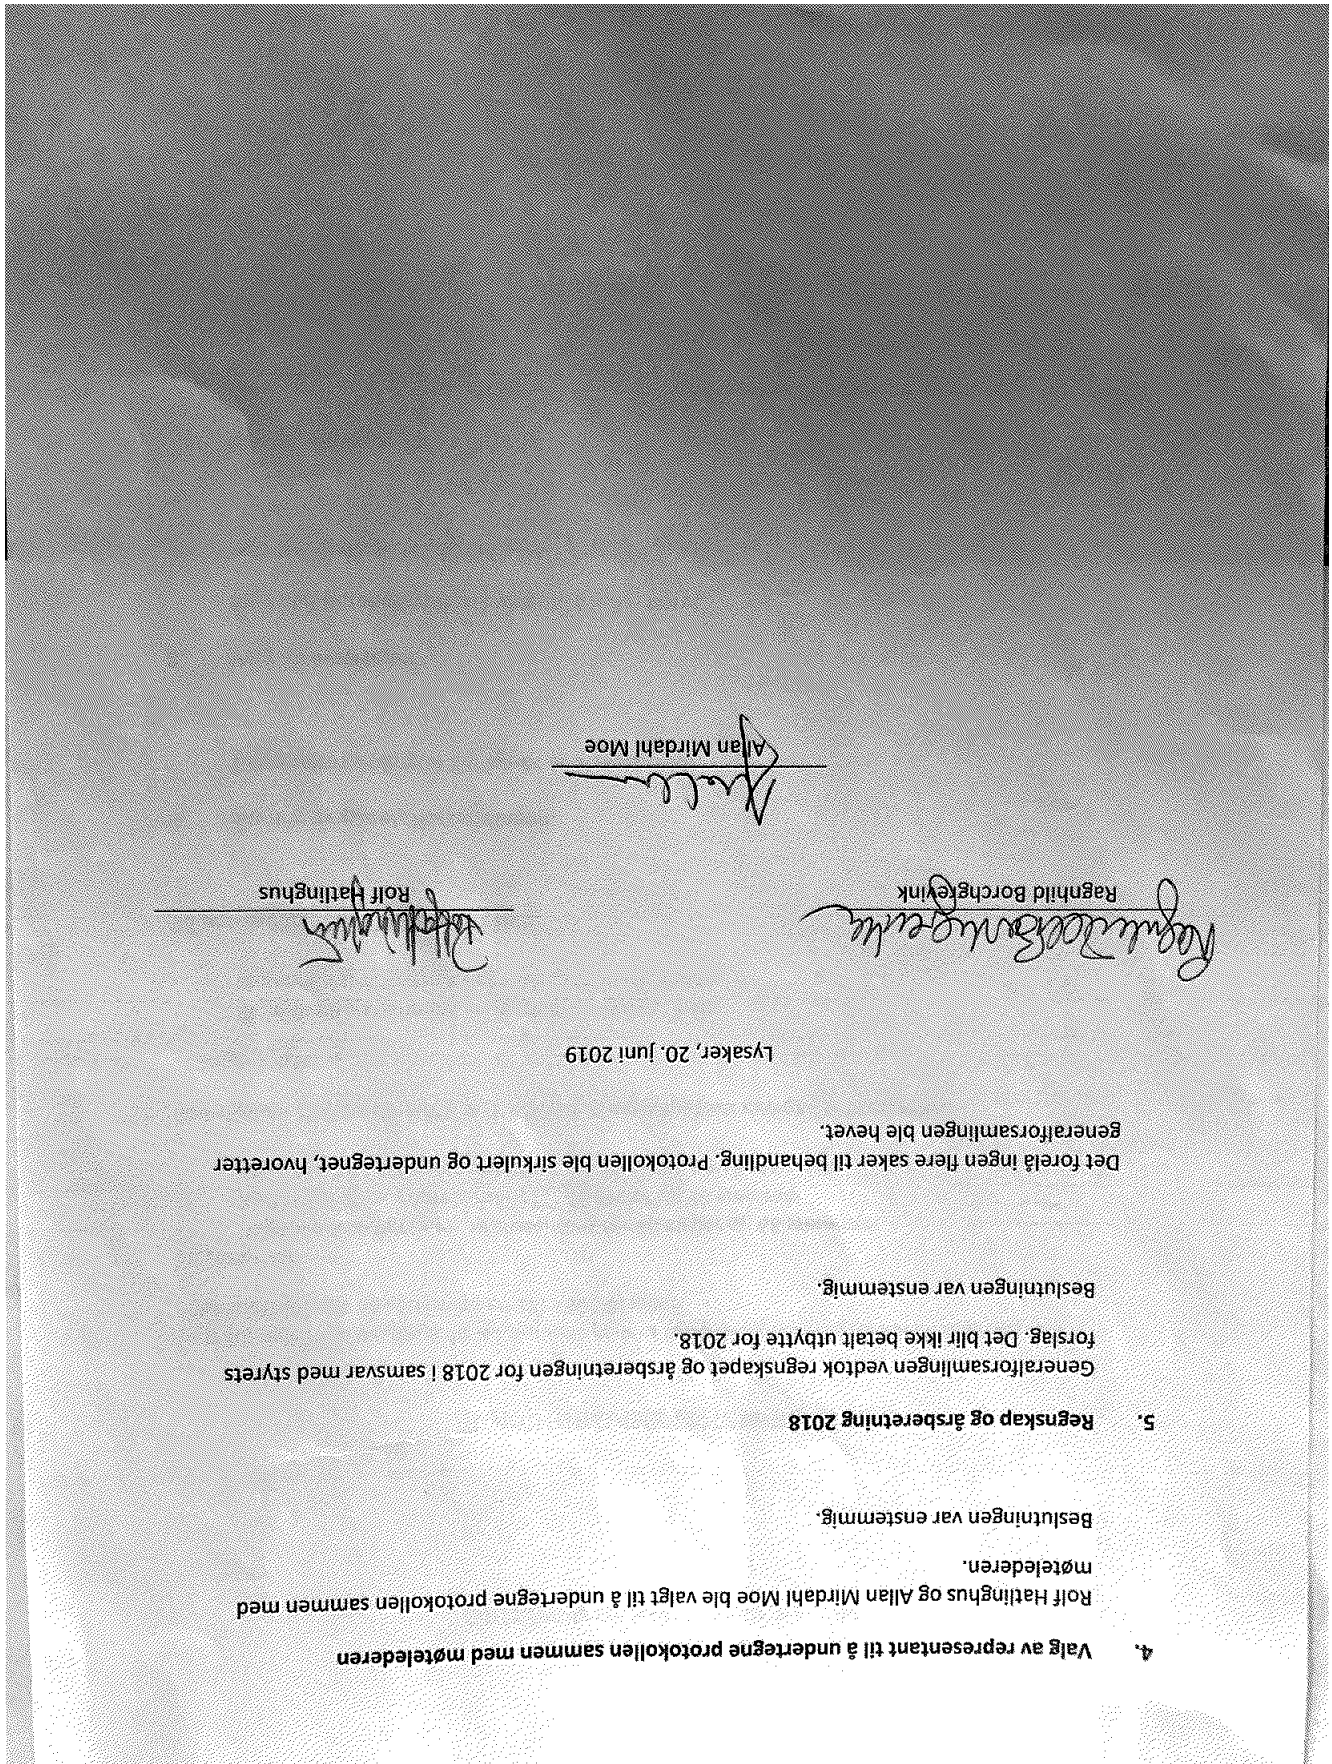 4. Valg av representant til å undertegne protokollen sammen med møtelederen
Rolf Hatlinghus og Allan Mirdahl Moe ble valgt til å undertegne protokollen sammen med
møtelederen.
Beslutningen var enstemmig.
5. Regnskap og årsberetning 2018
Generalforsamlingen vedtok regnskapet og årsberetningen for 2018 i samsvar med styrets
forslag. Det blir ikke betalt utbytte for 2018.
Beslutningen var enstemmig.
Det forelå ingen flere saker til behandling. Protokollen ble sirkulert og undertegnet, hvoretter
generalforsamlingen ble hevet.
Lysaker, 20. juni 2019
Ragnhild Borchgrevink
Rolf Hatlinghus
Allan Mirdahl Moe